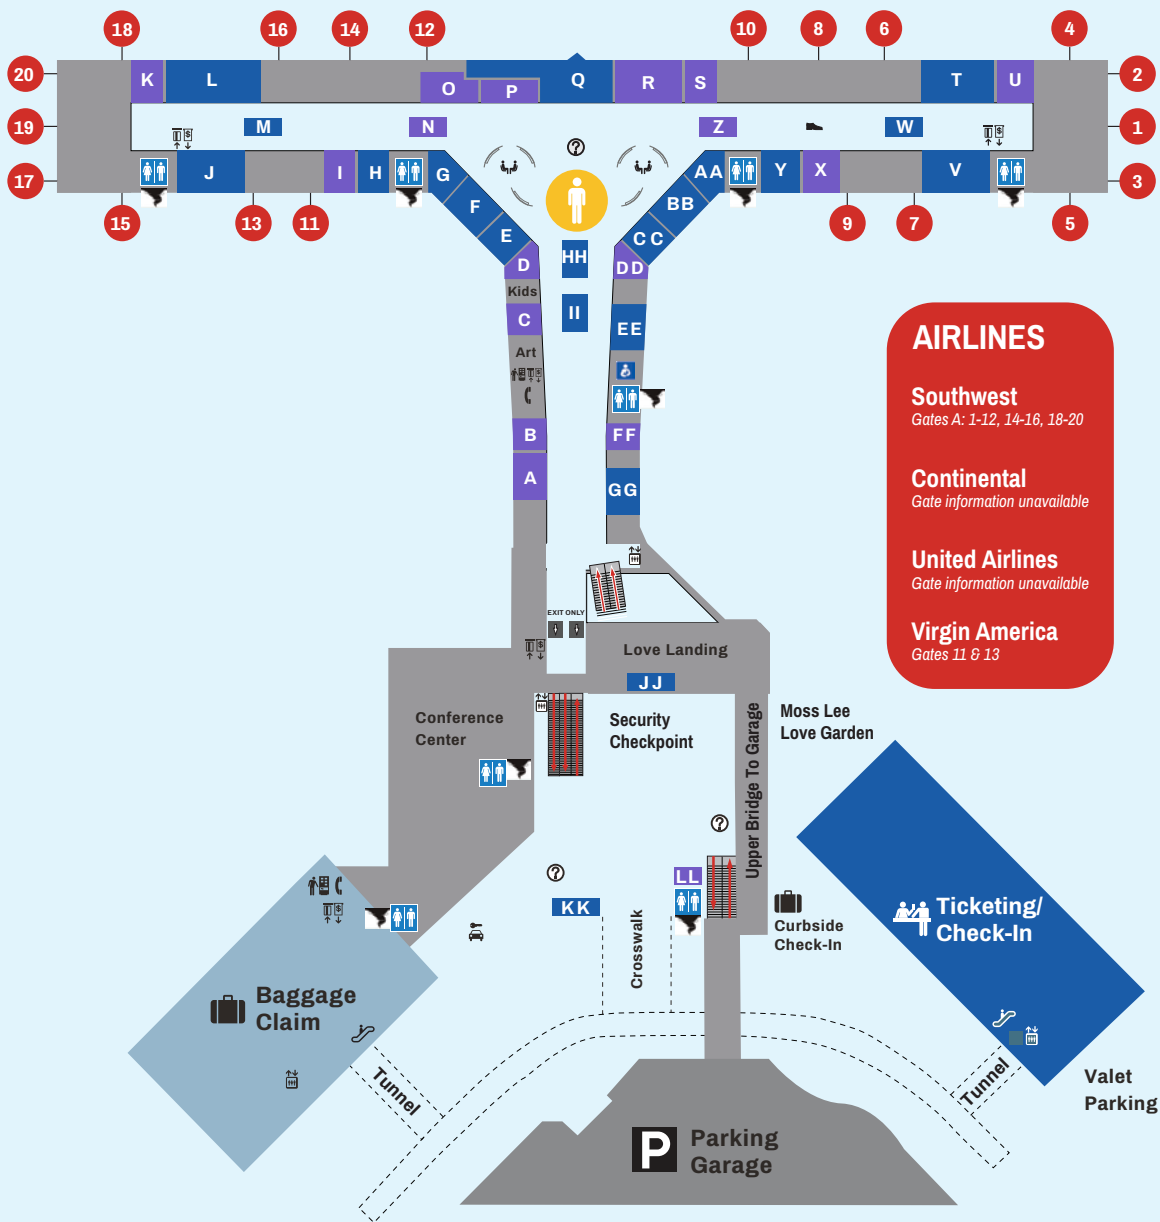 18
16
14
12
10
8
6
4
20
K
L
O
P
Q
R
S
T
U
2
19
M
N
Z
W
1
17
J
I
H
G
AA
Y
X
V
3
15
13
11
F
E
BB
CC
9
7
5
D
HH
DD
Kids
C
II
EE
Art
B
FF
A
GG
AIRLINES
Southwest
Gates A: 1-12, 14-16, 18-20
Continental
Gate information unavailable
United Airlines
Gate information unavailable
Virgin America
Gates 11 & 13
EXIT ONLY
Love Landing
JJ
Conference
Center
Security
Checkpoint
Upper Bridge To Garage
Moss Lee
Love Garden
LL
KK
Crosswalk
Curbside
Check-In
Ticketing/
Check-In
Baggage
Claim
Tunnel
Tunnel
Valet
Parking
P
Parking
Garage